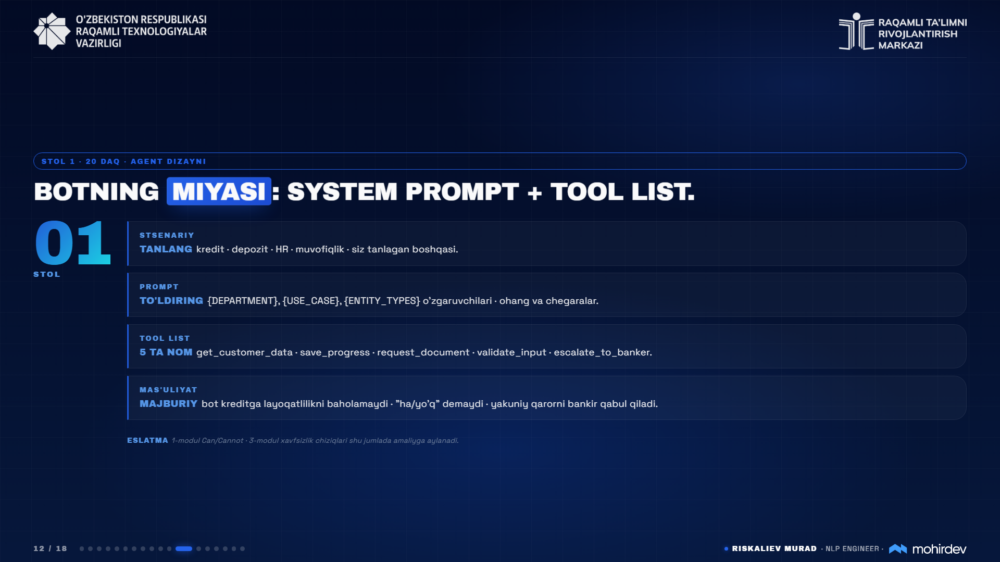 O'ZBEKISTON RESPUBLIKASI
RAQAMLI TEXNOLOGIYALAR
VAZIRLIGI
RAQAMLI TA'LIMNI
RIVOJLANTIRISH
MARKAZI
STOL 1 · 20 DAQ · AGENT DIZAYNI
BOTNING MIYASI: SYSTEM PROMPT + TOOL LIST.
01
STOL
STSENARIY
TANLANG kredit · depozit · HR · muvofiqlik · siz tanlagan boshqasi.
PROMPT
TO'LDIRING {DEPARTMENT}, {USE_CASE}, {ENTITY_TYPES} o’zgaruvchilari · ohang va chegaralar.
TOOL LIST
5 TA NOM get_customer_data · save_progress · request_document · validate_input · escalate_to_banker.
MAS'ULIYAT
MAJBURIY bot kreditga layoqatlilikni baholamaydi · ”ha/yo’q” demaydi · yakuniy qarorni bankir qabul qiladi.
ESLATMA 1-modul Can/Cannot · 3-modul xavfsizlik chiziqlari shu jumlada amaliyga aylanadi.
12 / 18
RISKALIEV MURAD · NLP ENGINEER · mohirdev